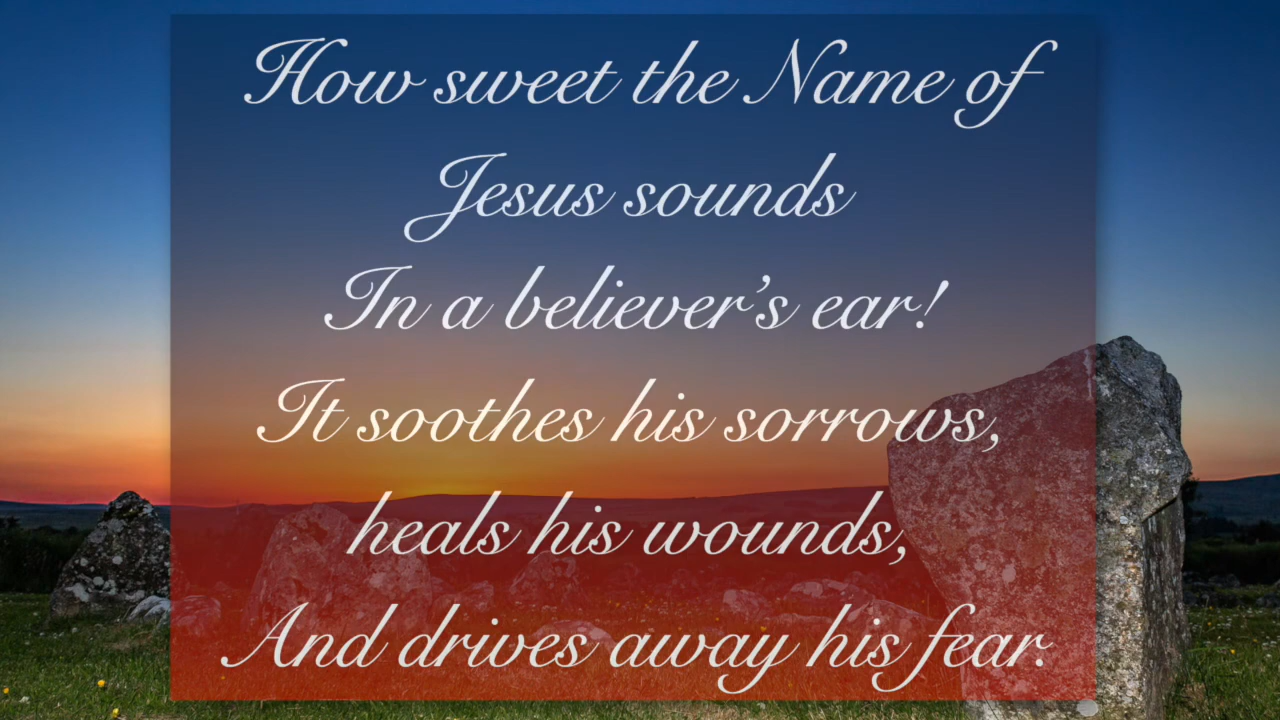 How sweet the Name of
Jesus sounds
In a believer’s ear!
It soothes his sorrows,
heals his wounds,
And drives away his fear.